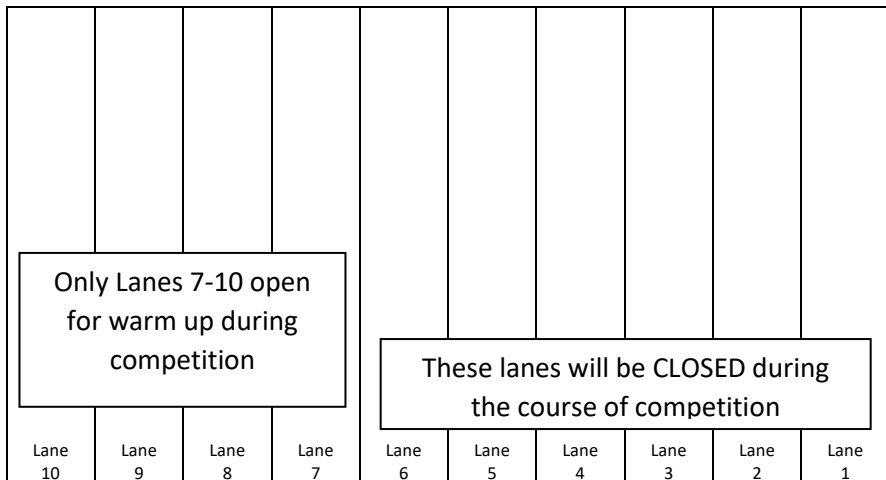 Only Lanes 7-10 open
for warm up during
competition
These lanes will be CLOSED during
the course of competition
Lane
10
Lane
9
Lane
8
Lane
7
Lane
6
Lane
5
Lane
4
Lane
3
Lane
2
Lane
1